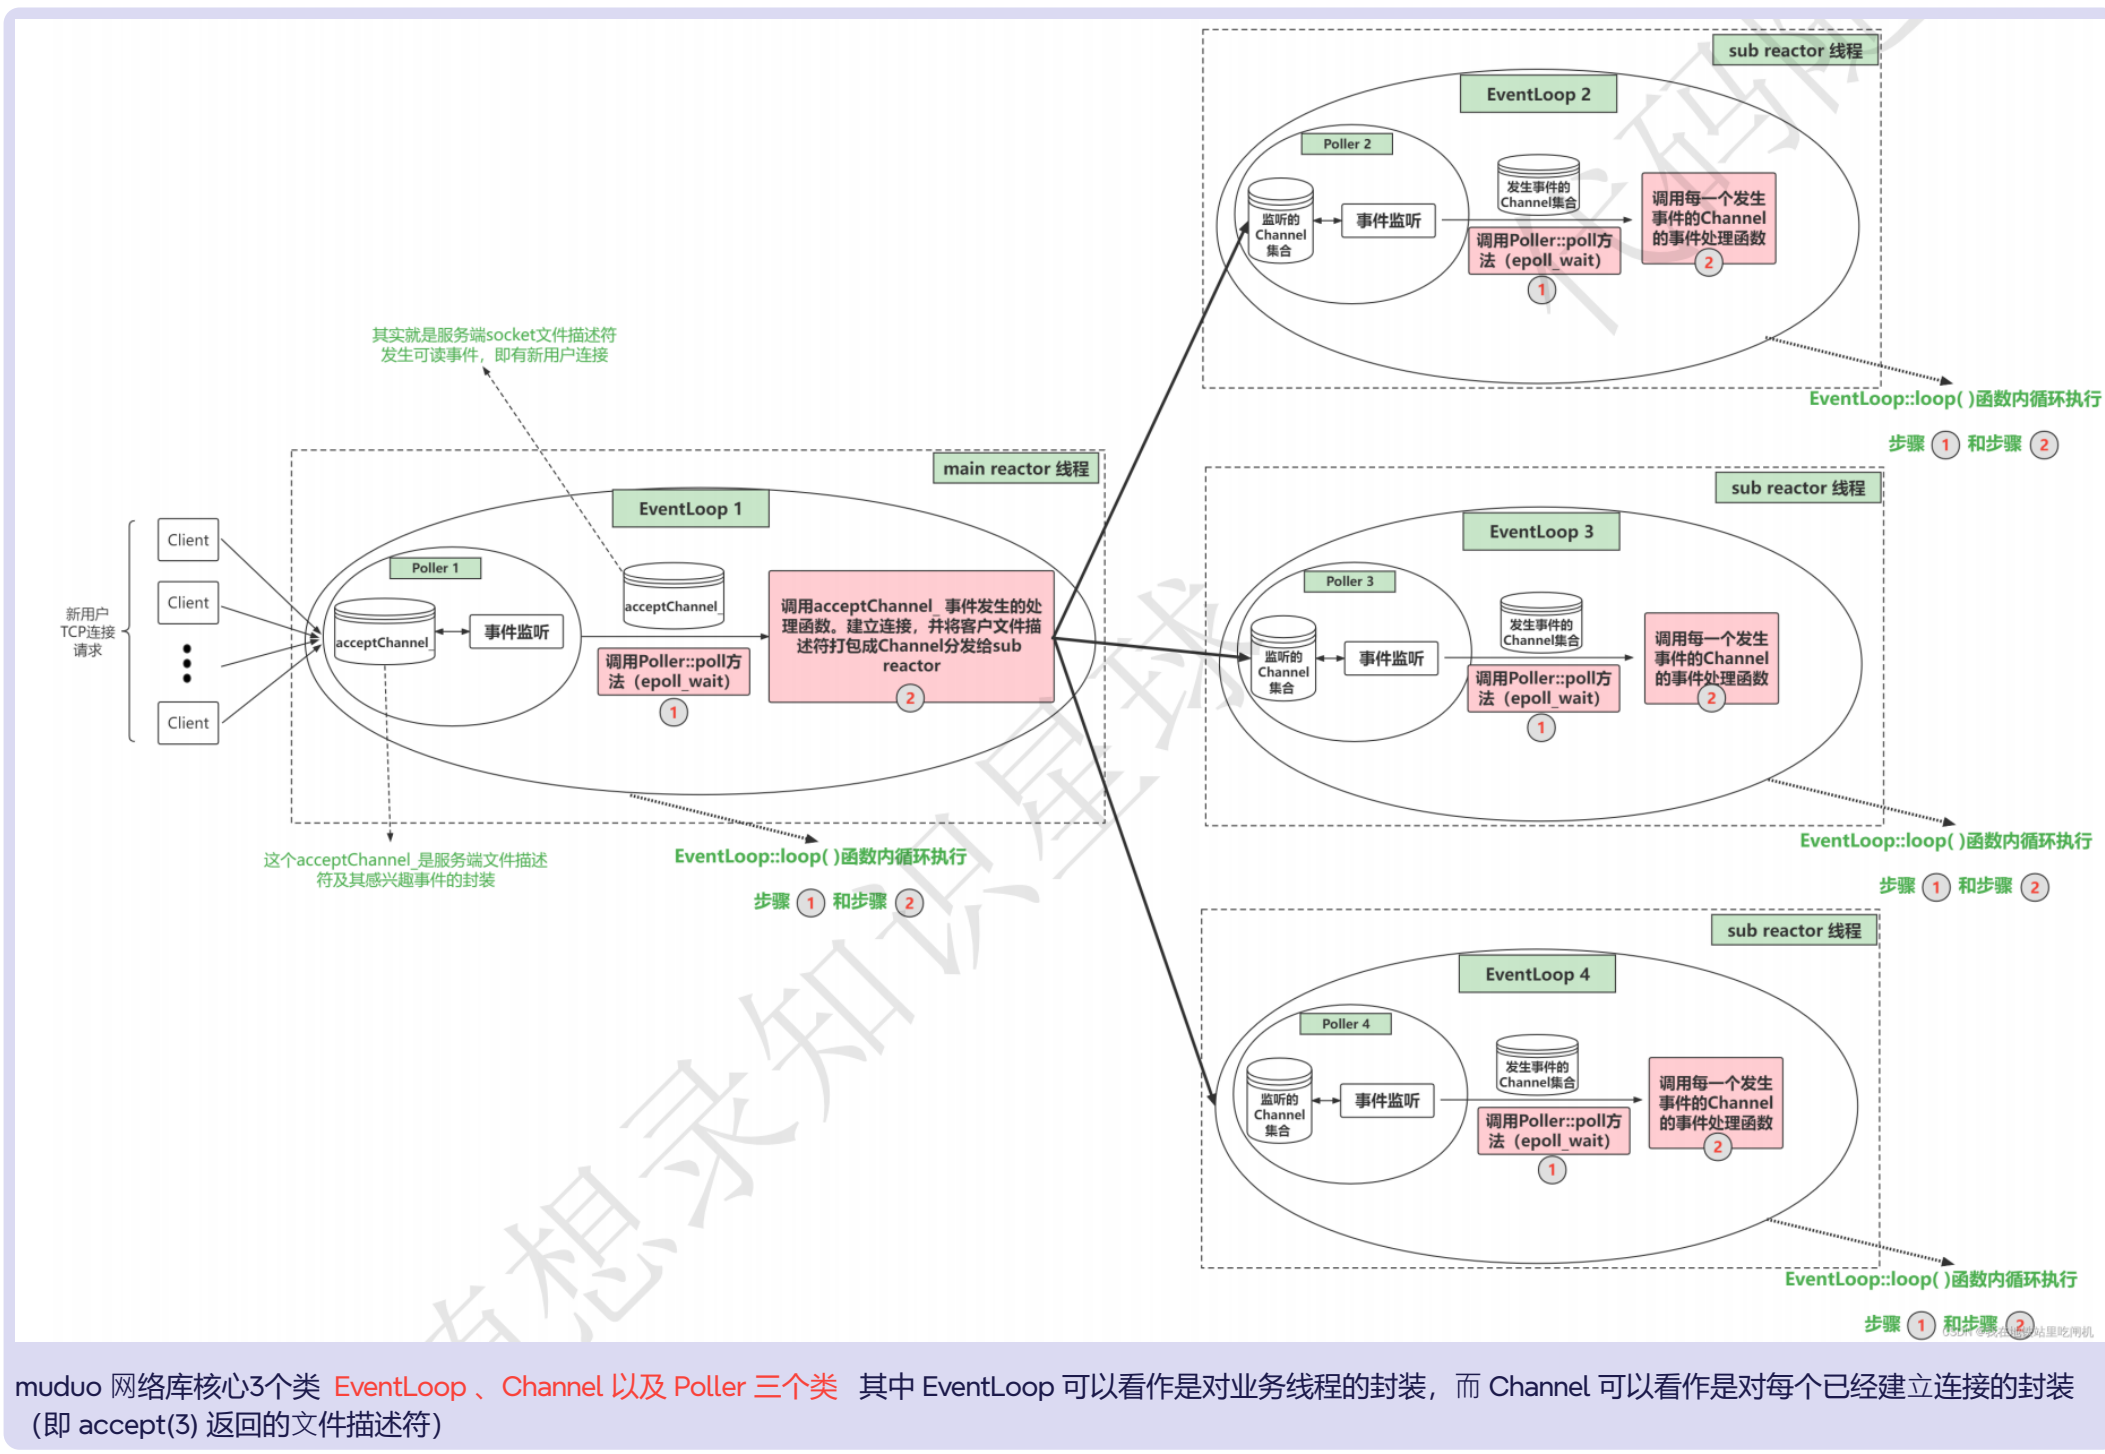 sub reactor 线程
EventLoop 2
Poller 2
监听的
Channel
集合
事件监听
发生事件的
Channel集合
调用Poller::poll方
法（epoll_wait）
1
调用每一个发生
事件的Channel
的事件处理函数
2
EventLoop::loop( )函数内循环执行
步骤 1 和步骤 2
其实就是服务端socket文件描述符
发生可读事件，即有新用户连接
main reactor 线程
EventLoop 1
新用户
TCP连接
请求
Client
Client
Client
Poller 1
acceptChannel_
事件监听
acceptChannel_
调用Poller::poll方
法（epoll_wait）
1
调用acceptChannel_ 事件发生的处
理函数。建立连接，并将客户文件描
述符打包成Channel分发给sub
reactor
2
这个acceptChannel_是服务端文件描述
符及其感兴趣事件的封装
EventLoop::loop( )函数内循环执行
步骤 1 和步骤 2
sub reactor 线程
EventLoop 3
Poller 3
监听的
Channel
集合
事件监听
发生事件的
Channel集合
调用Poller::poll方
法（epoll_wait）
1
调用每一个发生
事件的Channel
的事件处理函数
2
EventLoop::loop( )函数内循环执行
步骤 1 和步骤 2
sub reactor 线程
EventLoop 4
Poller 4
监听的
Channel
集合
事件监听
发生事件的
Channel集合
调用Poller::poll方
法（epoll_wait）
1
调用每一个发生
事件的Channel
的事件处理函数
2
EventLoop::loop( )函数内循环执行
步骤 1 和步骤 2
muduo 网络库核心3个类 EventLoop 、Channel 以及 Poller 三个类 其中 EventLoop 可以看作是对业务线程的封装，而 Channel 可以看作是对每个已经建立连接的封装
（即 accept(3) 返回的文件描述符）